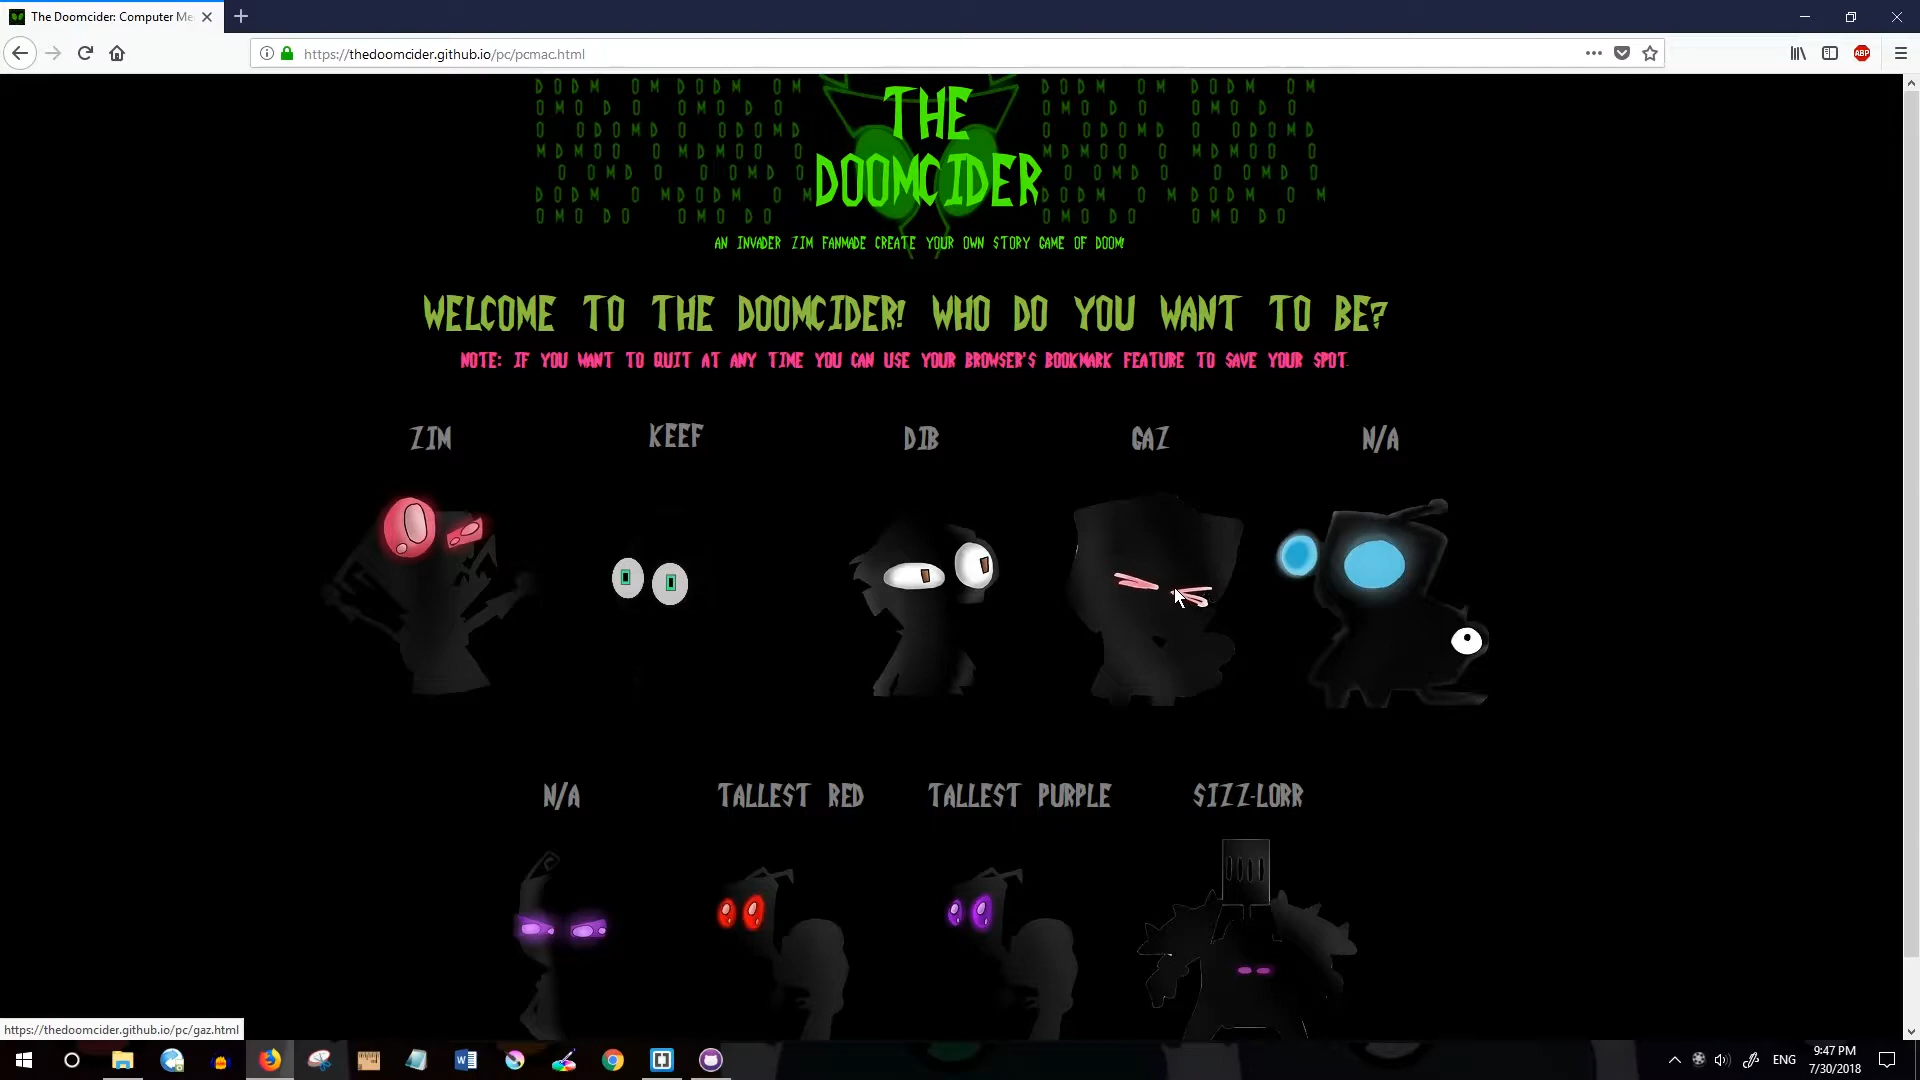 The Doomcider: Computer Me
https://thedoomcider.github.io/pc/pcmac.html
ABP
THE
DOOMCIDER
AN INVADER ZIM FANMADE CREATE YOUR OWN STORY GAME OF DOOM!
WELCOME TO THE DOOMCIDER! WHO DO YOU WANT TO BE?
NOTE: IF YOU WANT TO QUIT AT ANY TIME YOU CAN USE YOUR BROWSER'S BOOKMARK FEATURE TO SAVE YOUR SPOT.
ZIM KEEF DIB GAZ N/A
N/A TALLEST RED TALLEST PURPLE SIZZ-LORR
https://thedoomcider.github.io/pc/gaz.html
ENG
9:47 PM
7/30/2018